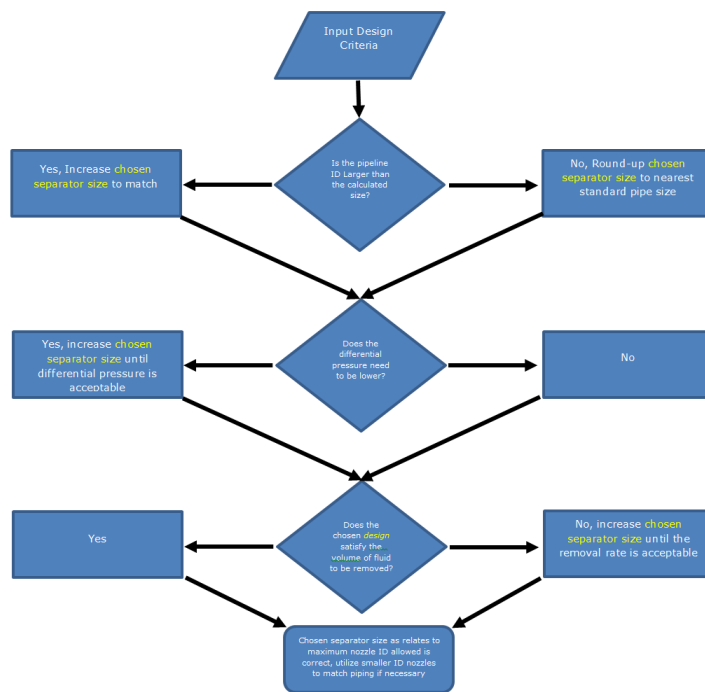 Input Design
Criteria
Is the pipeline
ID Larger than
the calculated
size?
Yes, Increase chosen
separator size to match
No, Round-up chosen
separator size to nearest
standard pipe size
Does the
differential
pressure need
to be lower?
Yes, increase chosen
separator size until
differential pressure is
acceptable
No
Does the
chosen design
satisfy the
volume of fluid
to be removed?
Yes
No, increase chosen
separator size until the
removal rate is acceptable
Chosen separator size as relates to
maximum nozzle ID allowed is
correct, utilize smaller ID nozzles
to match piping if necessary